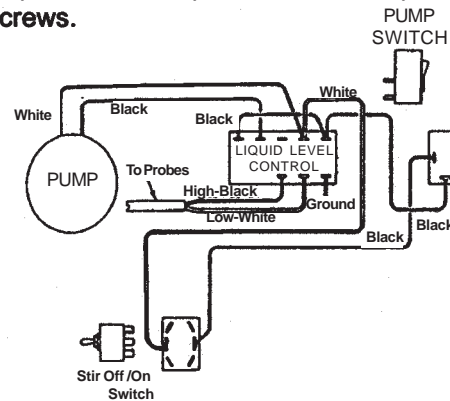 crews.
PUMP
SWITCH
White
Black
Black
White
LIQUID LEVEL
CONTROL
PUMP
To Probes
High-Black
Low-White
Ground
Black
Black
Stir Off/On
Switch